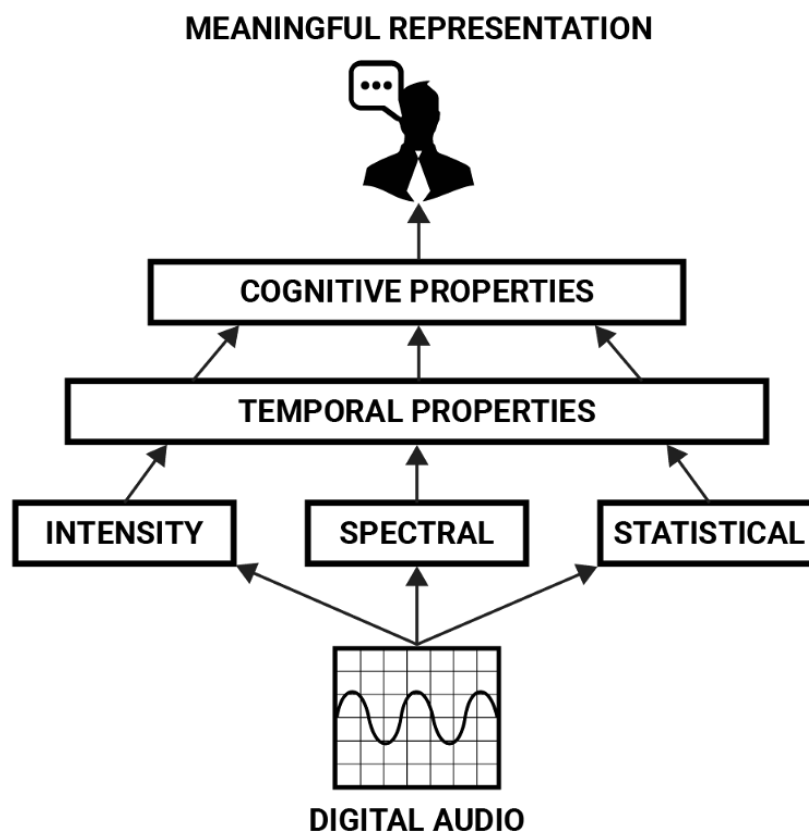 MEANINGFUL REPRESENTATION
COGNITIVE PROPERTIES
TEMPORAL PROPERTIES
INTENSITY
SPECTRAL
STATISTICAL
DIGITAL AUDIO